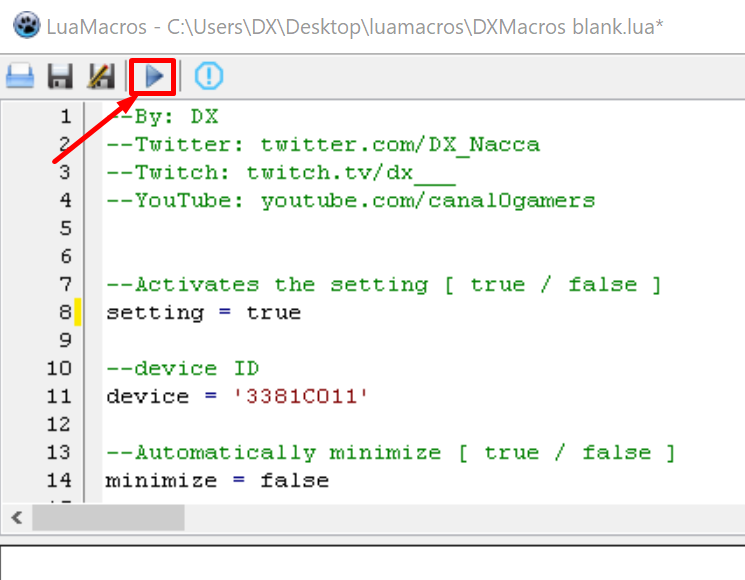 LuaMacros - C:\Users\DX\Desktop\luamacros\DXMacros blank.lua*
1 --By: DX
2 --Twitter: twitter.com/DX_Nacca
3 --Twitch: twitch.tv/dx___
4 --YouTube: youtube.com/canal0gamers
5
6
7 --Activates the setting [ true / false ]
8 setting = true
9
10 --device ID
11 device = '3381C011'
12
13 --Automatically minimize [ true / false ]
14 minimize = false